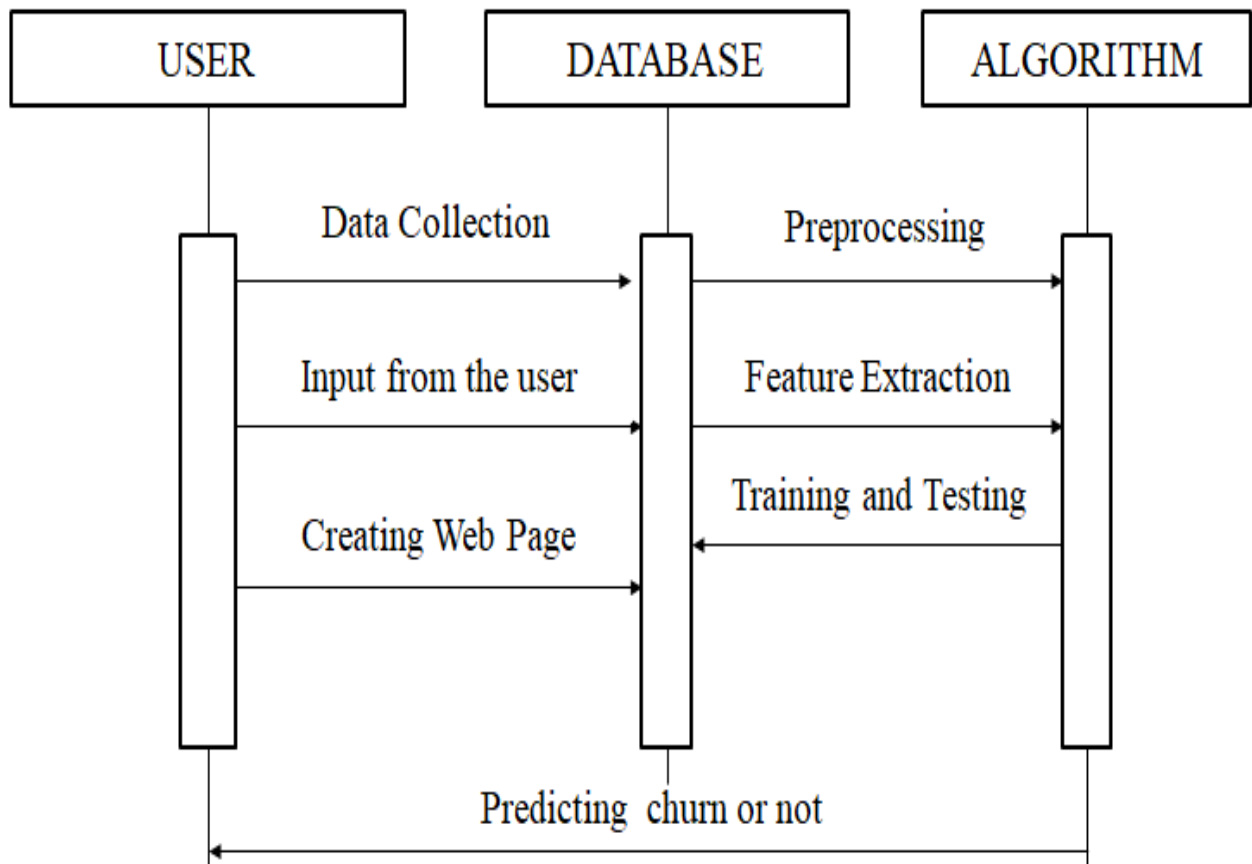 USER
DATABASE
ALGORITHM
Data Collection
Preprocessing
Input from the user
Feature Extraction
Training and Testing
Creating Web Page
Predicting churn or not